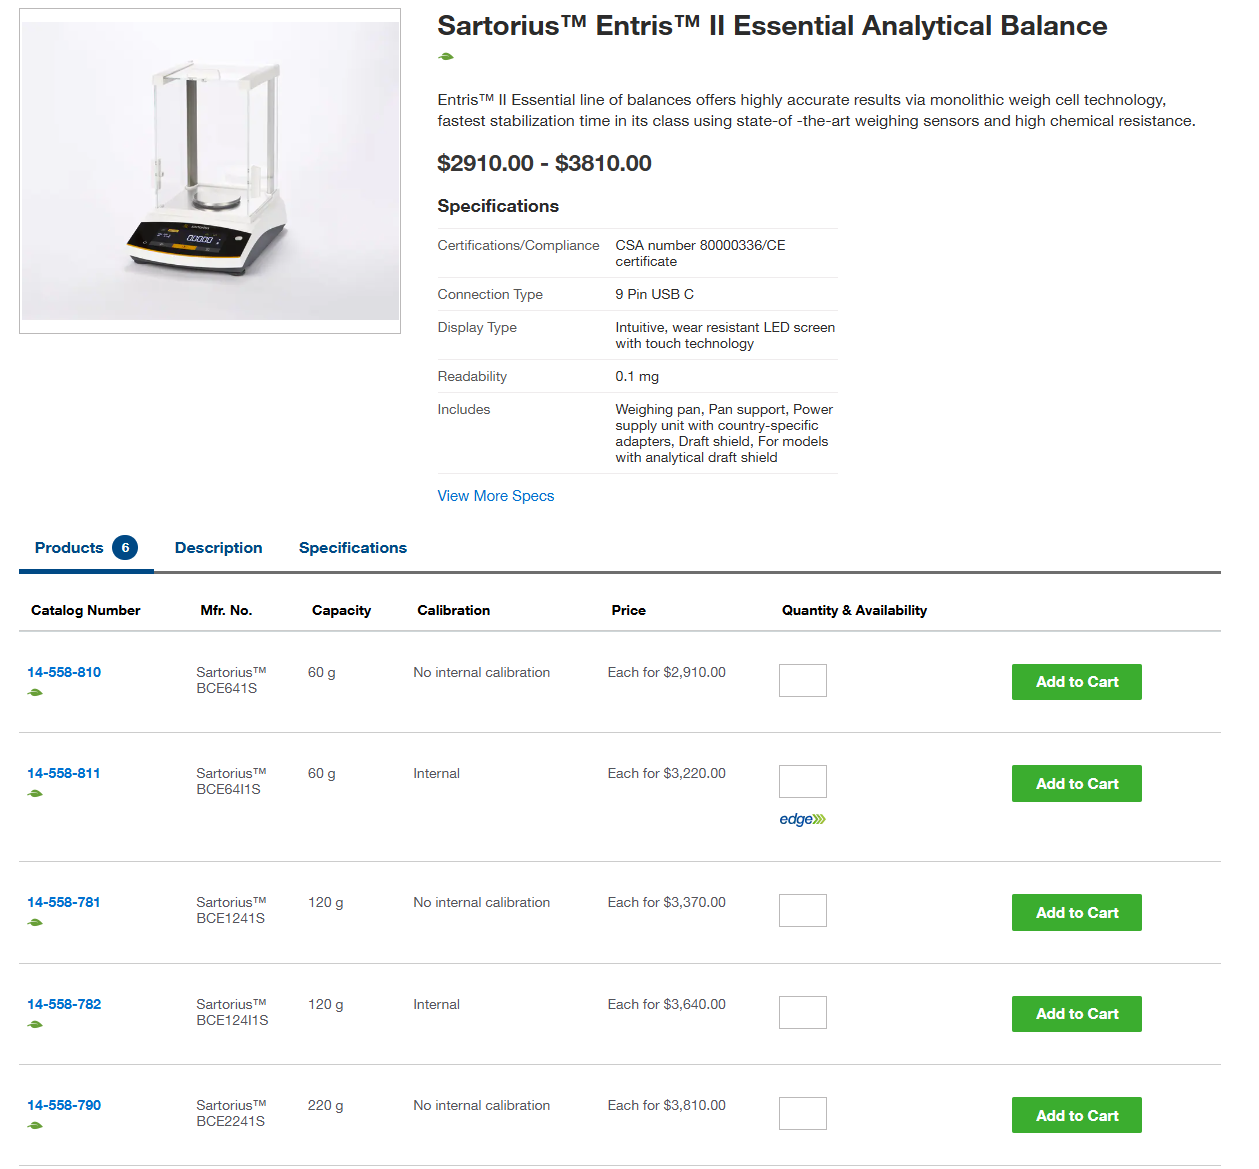 Sartorius™ Entris™ II Essential Analytical Balance
Entris™ II Essential line of balances offers highly accurate results via monolithic weigh cell technology,
fastest stabilization time in its class using state-of -the-art weighing sensors and high chemical resistance.
$2910.00 - $3810.00
Specifications
Certifications/Compliance CSA number 80000336/CE
certificate
Connection Type 9 Pin USB C
Display Type Intuitive, wear resistant LED screen
with touch technology
Readability 0.1 mg
Includes Weighing pan, Pan support, Power
supply unit with country-specific
adapters, Draft shield, For models
with analytical draft shield
View More Specs
Products 6 Description Specifications
Catalog Number Mfr. No. Capacity Calibration Price Quantity & Availability
14-558-810 Sartorius™ 60 g No internal calibration Each for $2,910.00 Add to Cart
BCE641S
14-558-811 Sartorius™ 60 g Internal Each for $3,220.00 Add to Cart
BCE64I1S
edge
14-558-781 Sartorius™ 120 g No internal calibration Each for $3,370.00 Add to Cart
BCE1241S
14-558-782 Sartorius™ 120 g Internal Each for $3,640.00 Add to Cart
BCE124I1S
14-558-790 Sartorius™ 220 g No internal calibration Each for $3,810.00 Add to Cart
BCE2241S